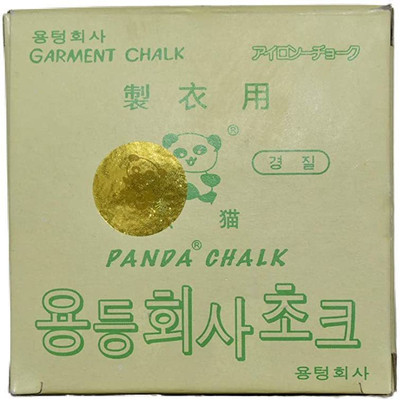 용텅회사
GARMENT CHALK
アイロンーチョーク
製衣用
®
경질
猫
PANDA® CHALK
용등회사초크
용텅회사